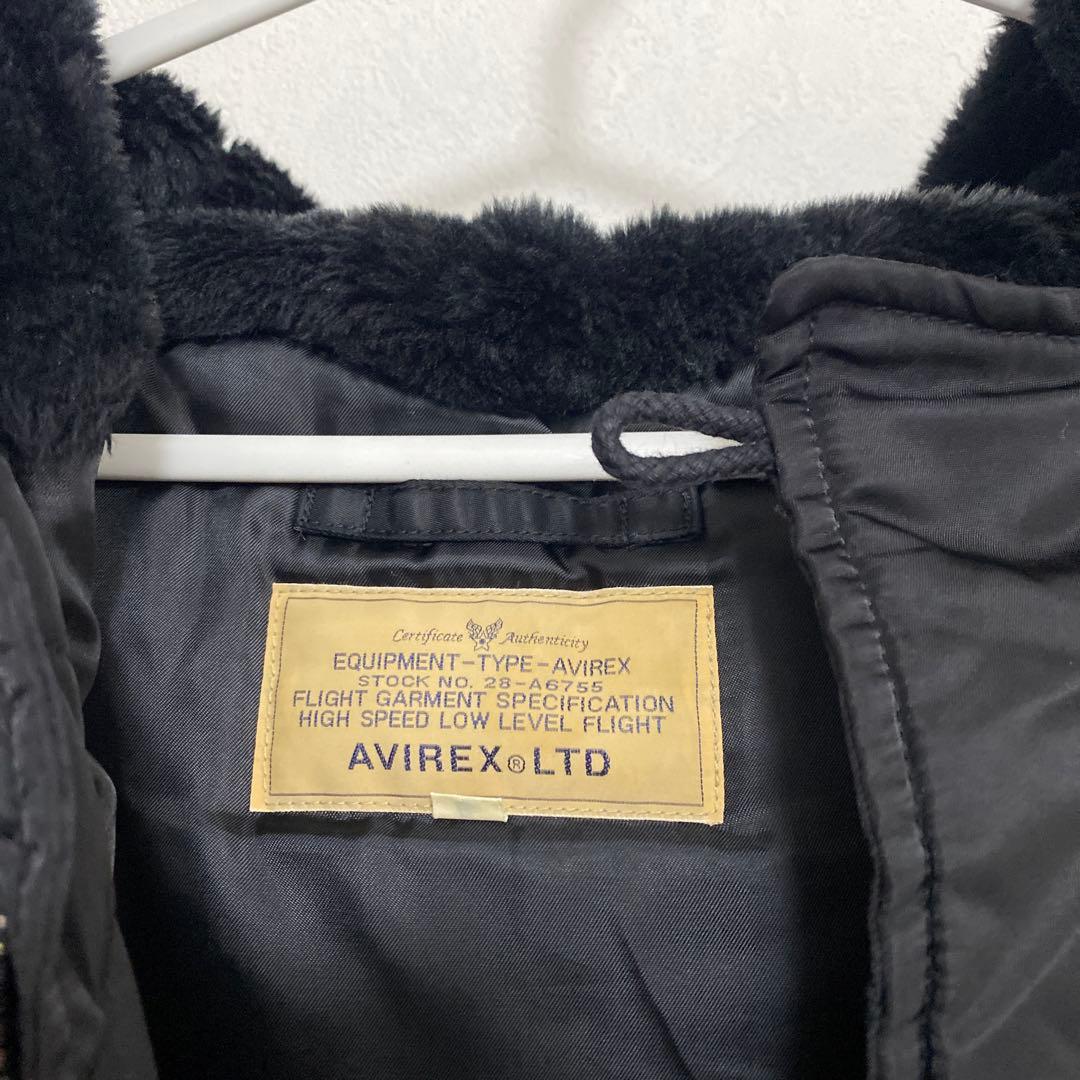 Certificate Authenticity
EQUIPMENT-TYPE-AVIREX
STOCK NO. 28-A6755
FLIGHT GARMENT SPECIFICATION
HIGH SPEED LOW LEVEL FLIGHT
AVIREX® LTD